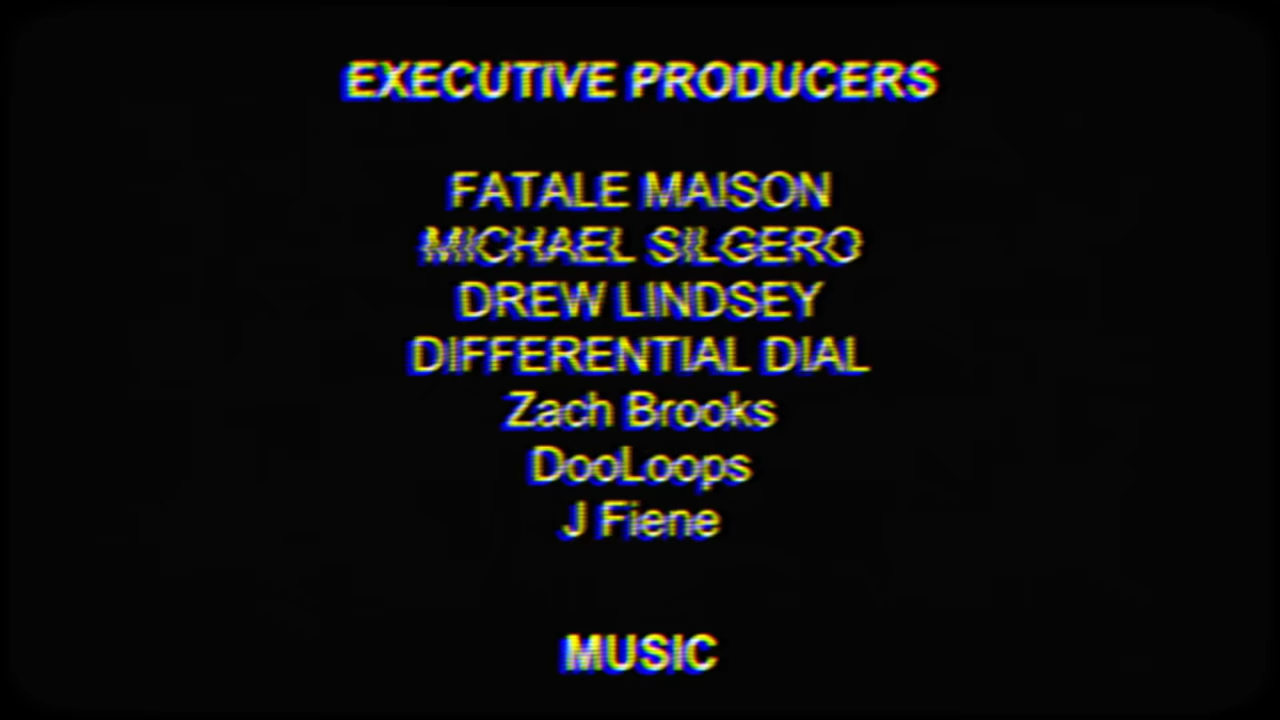 EXECUTIVE PRODUCERS
FATALE MAISON
MICHAEL SILGERO
DREW LINDSEY
DIFFERENTIAL DIAL
Zach Brooks
DooLoops
J Fiene
MUSIC